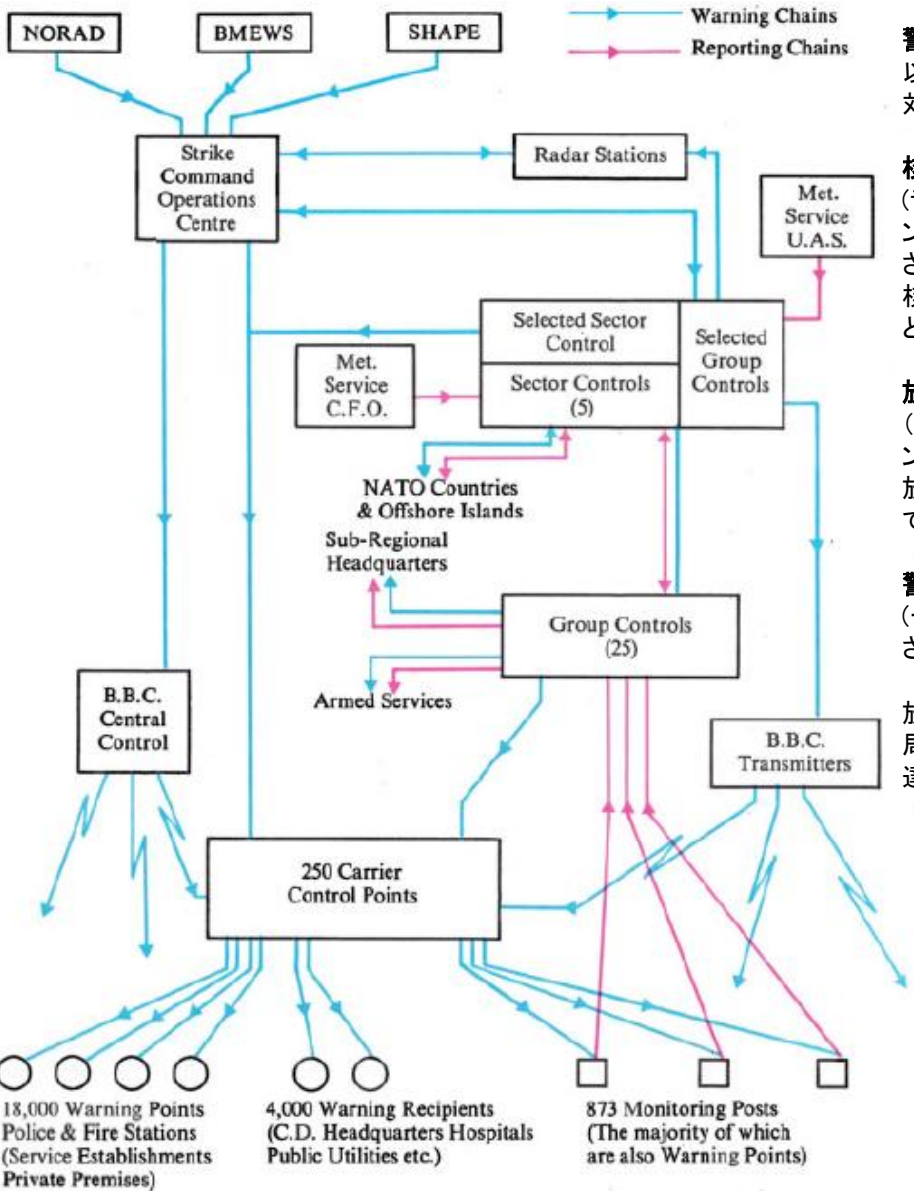 NORAD
BMEWS
SHAPE
Warning Chains
Reporting Chains
Strike
Command
Operations
Centre
Radar Stations
Met.
Service
U.A.S.
Selected Sector
Control
Selected
Group
Controls
Met.
Service
C.F.O.
Sector Controls
(5)
NATO Countries
& Offshore Islands
Sub-Regional
Headquarters
Group Controls
(25)
Armed Services
B.B.C.
Central
Control
B.B.C.
Transmitters
250 Carrier
Control Points
18,000 Warning Points
Police & Fire Stations
(Service Establishments
Private Premises)
4,000 Warning Recipients
(C.D. Headquarters Hospitals
Public Utilities etc.)
873 Monitoring Posts
(The majority of which
are also Warning Points)